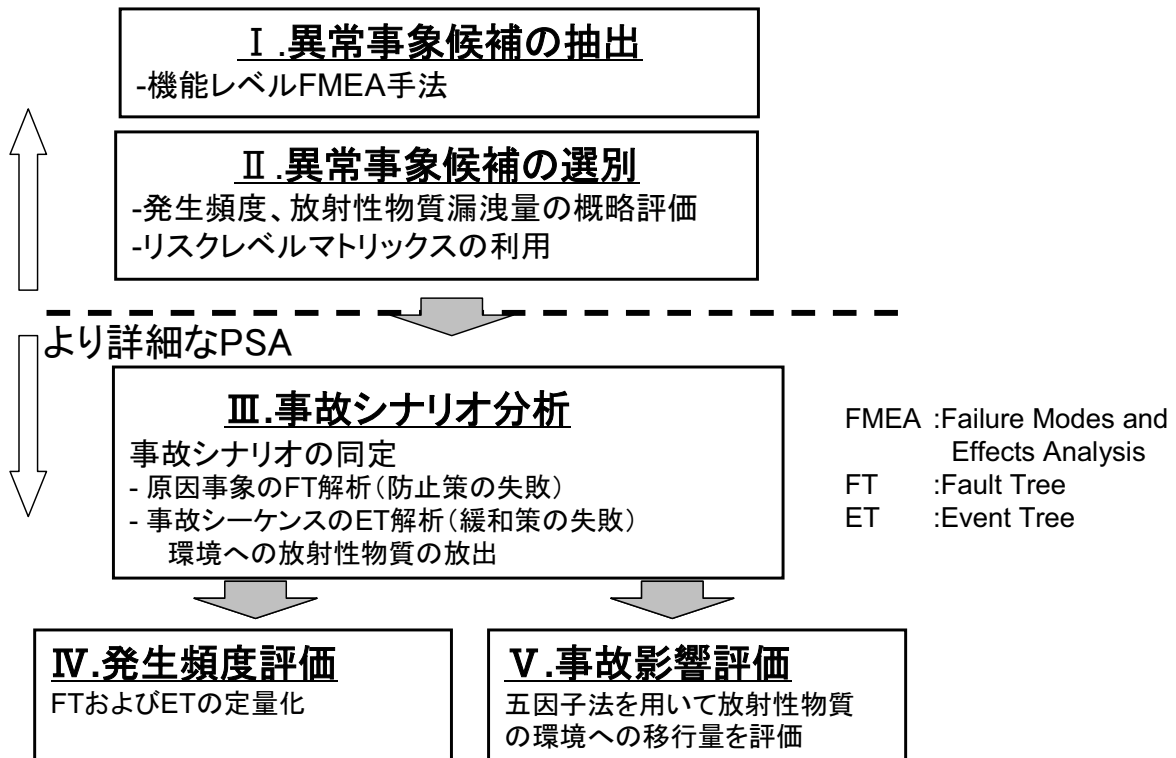 Ⅰ.異常事象候補の抽出
-機能レベルFMEA手法
Ⅱ.異常事象候補の選別
-発生頻度、放射性物質漏洩量の概略評価
-リスクレベルマトリックスの利用
より詳細なPSA
Ⅲ.事故シナリオ分析
事故シナリオの同定
- 原因事象のFT解析(防止策の失敗)
- 事故シーケンスのET解析(緩和策の失敗)
環境への放射性物質の放出
FMEA :Failure Modes and
Effects Analysis
FT :Fault Tree
ET :Event Tree
Ⅳ.発生頻度評価
FTおよびETの定量化
Ⅴ.事故影響評価
五因子法を用いて放射性物質
の環境への移行量を評価